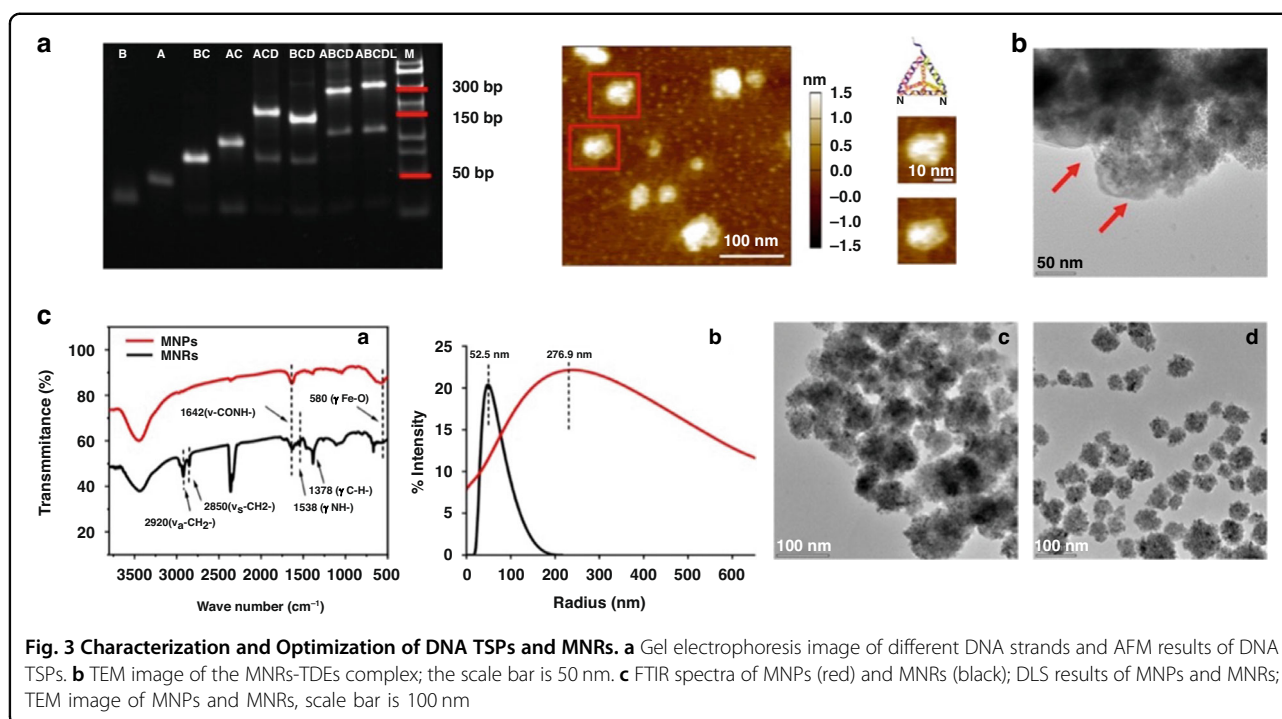 a
B A BC AC ACD BCD ABCD ABCDL M
300 bp
150 bp
50 bp
100 nm
nm
1.5
1.0
0.5
0.0
−0.5
−1.0
−1.5
N N
10 nm
b
50 nm
c
a
Transmmitance (%)
100
80
60
40
20
MNPs
MNRs
1642(v-CONH-)
580 (γ Fe-O)
2920(va-CH2-)
2850(vs-CH2-)
1378 (γ C-H-)
1538 (γ NH-)
3500 3000 2500 2000 1500 1000 500
Wave number (cm⁻¹)
b
% Intensity
25
20
15
10
5
0
52.5 nm
276.9 nm
0 100 200 300 400 500 600
Radius (nm)
c
100 nm
d
100 nm
Fig. 3 Characterization and Optimization of DNA TSPs and MNRs. a Gel electrophoresis image of different DNA strands and AFM results of DNA
TSPs. b TEM image of the MNRs-TDEs complex; the scale bar is 50 nm. c FTIR spectra of MNPs (red) and MNRs (black); DLS results of MNPs and MNRs;
TEM image of MNPs and MNRs, scale bar is 100 nm